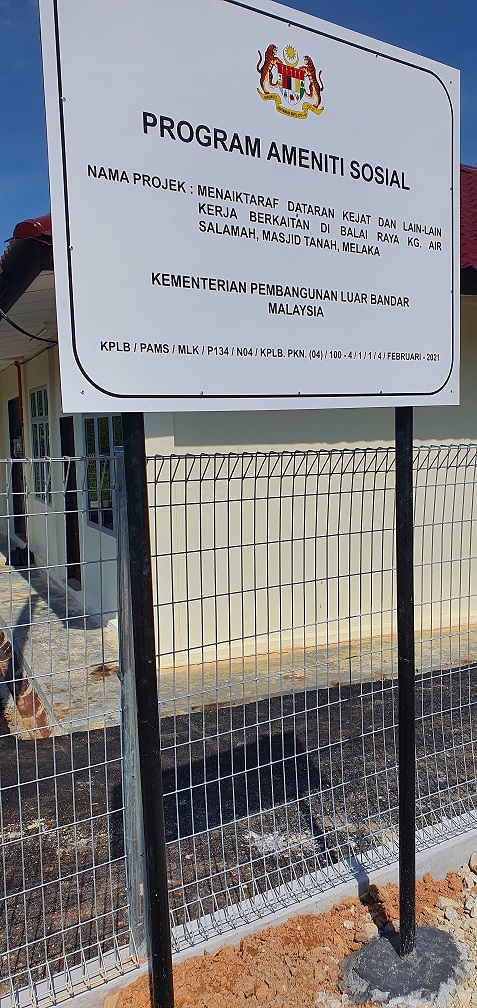 PROGRAM AMENITI SOSIAL
NAMA PROJEK : MENAIKTARAF DATARAN KEJAT DAN LAIN-LAIN
KERJA BERKAITAN DI BALAI RAYA KG. AIR
SALAMAH, MASJID TANAH, MELAKA
KEMENTERIAN PEMBANGUNAN LUAR BANDAR
MALAYSIA
KPLB / PAMS / MLK / P134 / N04 / KPLB. PKN. (04) / 100 - 4 / 1 / 1 / 4 / FEBRUARI - 2021